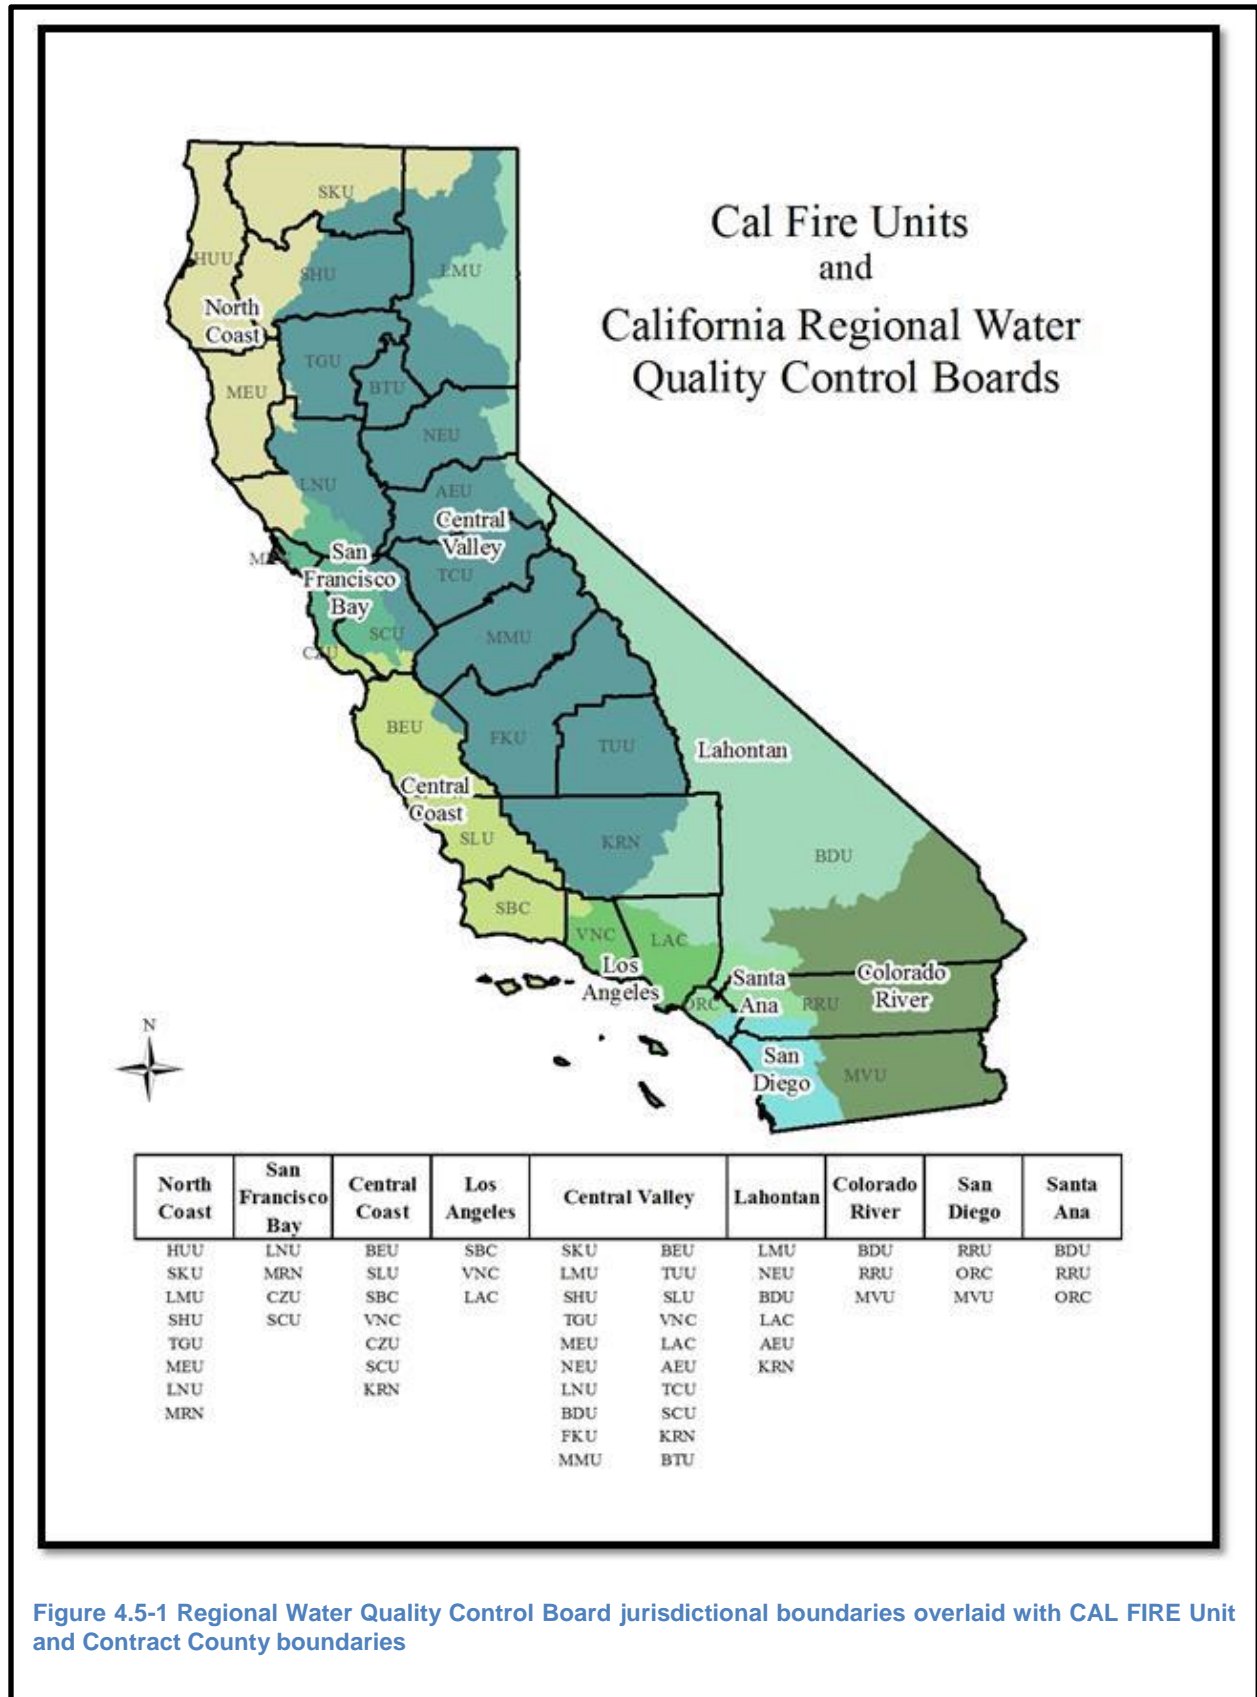 Cal Fire Units
and
California Regional Water
Quality Control Boards
SKU
HUU
SHU
LMU
North
Coast
TGU
BTU
MEU
NEU
LNU
AEU
Central
Valley
San
Francisco
Bay
TCU
SCU
MMU
CZU
BEU
FKU
TUU
Lahontan
Central
Coast
SLU
KRN
BDU
SBC
VNC
LAC
Los
Angeles
Santa
Ana
ORC
RRU
Colorado
River
San
Diego
MVU
N
North Coast San Francisco Bay Central Coast Los Angeles Central Valley Lahontan Colorado River San Diego Santa Ana
HUU LNU BEU SBC SKU BEU LMU BDU RRU BDU
SKU MRN SLU VNC LMU TUU NEU RRU ORC RRU
LMU CZU SBC LAC SHU SLU BDU MVU MVU ORC
SHU SCU VNC TGU VNC LAC
TGU CZU MEU LAC AEU
MEU SCU NEU AEU KRN
LNU KRN LNU TCU
MRN BDU SCU
FKU KRN
MMU BTU
Figure 4.5-1 Regional Water Quality Control Board jurisdictional boundaries overlaid with CAL FIRE Unit
and Contract County boundaries